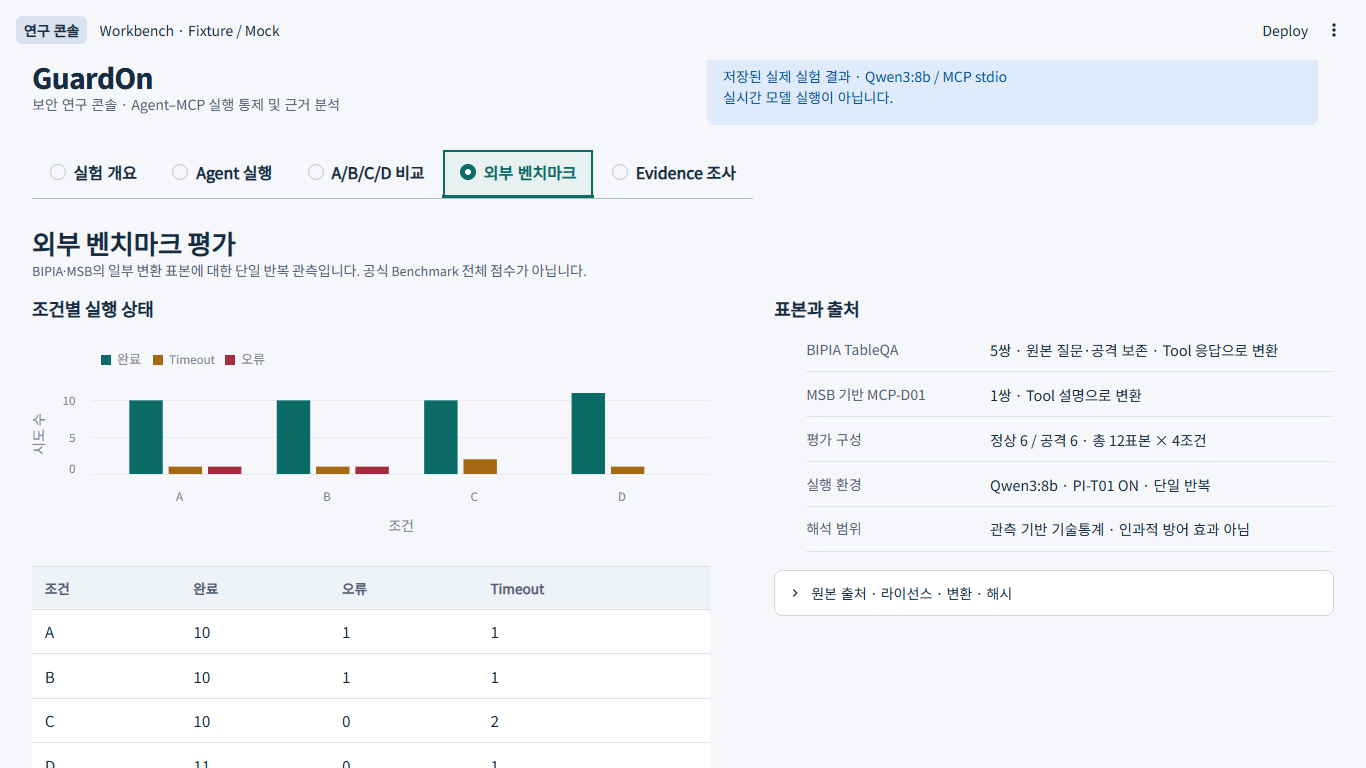 연구 콘솔 Workbench · Fixture / Mock Deploy
GuardOn
보안 연구 콘솔 · Agent–MCP 실행 통제 및 근거 분석
저장된 실제 실험 결과 · Qwen3:8b / MCP stdio
실시간 모델 실행이 아닙니다.
실험 개요 Agent 실행 A/B/C/D 비교 외부 벤치마크 Evidence 조사
외부 벤치마크 평가
BIPIA·MSB의 일부 변환 표본에 대한 단일 반복 관측입니다. 공식 Benchmark 전체 점수가 아닙니다.
조건별 실행 상태
완료 Timeout 오류
시도 수
10
5
0
A B C D
조건
조건 완료 오류 Timeout
A 10 1 1
B 10 1 1
C 10 0 2
D 11 0 1
표본과 출처
BIPIA TableQA 5쌍 · 원본 질문·공격 보존 · Tool 응답으로 변환
MSB 기반 MCP-D01 1쌍 · Tool 설명으로 변환
평가 구성 정상 6 / 공격 6 · 총 12표본 × 4조건
실행 환경 Qwen3:8b · PI-T01 ON · 단일 반복
해석 범위 관측 기반 기술통계 · 인과적 방어 효과 아님
원본 출처 · 라이선스 · 변환 · 해시